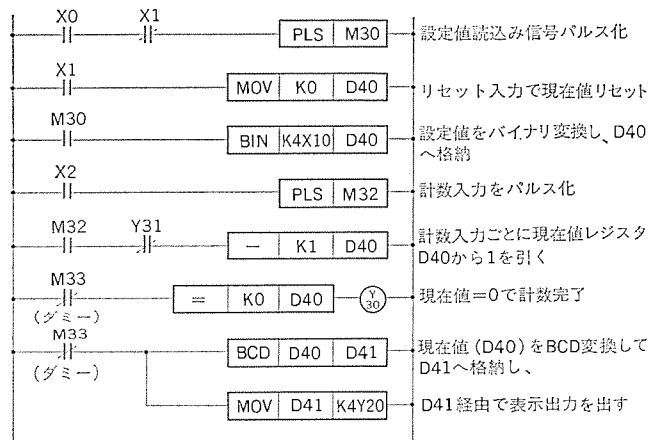 X0 X1
PLS M30 設定値読込み信号パルス化
X1
MOV K0 D40 リセット入力で現在値リセット
M30
BIN K4X10 D40 設定値をバイナリ変換し、D40
へ格納
X2
PLS M32 計数入力をパルス化
M32 Y31
— K1 D40 計数入力ごとに現在値レジスタ
D40から1を引く
M33
= K0 D40 Y30 現在値=0で計数完了
(ダミー)
M33
BCD D40 D41 現在値(D40)をBCD変換して
D41へ格納し、
(ダミー)
MOV D41 K4Y20 D41経由で表示出力を出す